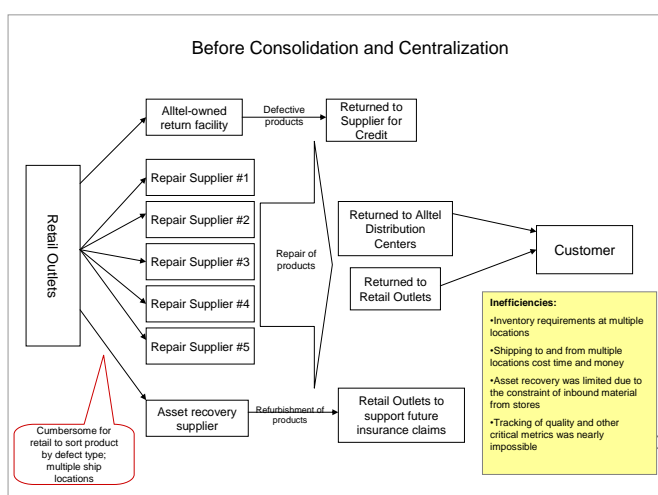 Before Consolidation and Centralization
Alltel-owned
return facility
Defective
products
Returned to
Supplier for
Credit
Retail Outlets
Repair Supplier #1
Repair Supplier #2
Repair Supplier #3
Repair Supplier #4
Repair Supplier #5
Repair of
products
Returned to Alltel
Distribution
Centers
Returned to
Retail Outlets
Customer
Inefficiencies:
•Inventory requirements at multiple
locations
•Shipping to and from multiple
locations cost time and money
•Asset recovery was limited due to
the constraint of inbound material
from stores
•Tracking of quality and other
critical metrics was nearly
impossible
Asset recovery
supplier
Refurbishment of
products
Retail Outlets to
support future
insurance claims
Cumbersome for
retail to sort product
by defect type;
multiple ship
locations